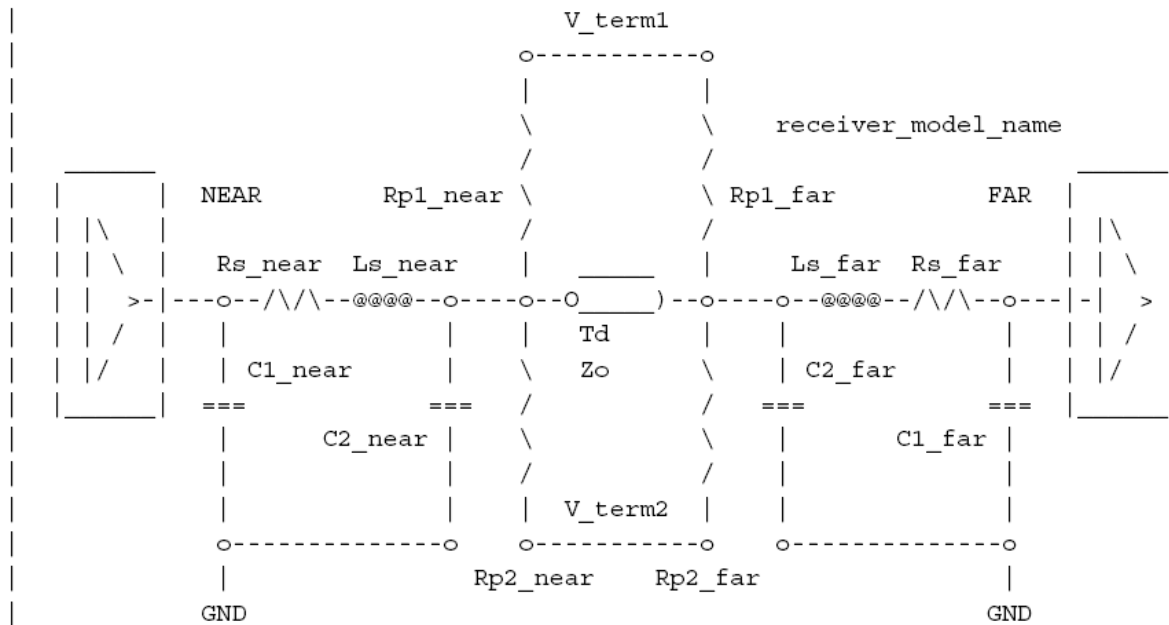 V_term1
receiver_model_name
NEAR Rp1_near Rp1_far FAR
Rs_near Ls_near Ls_far Rs_far
@@@@ O ) @@@@
Td
C1_near Zo C2_far
C2_near C1_far
V_term2
Rp2_near Rp2_far
GND GND